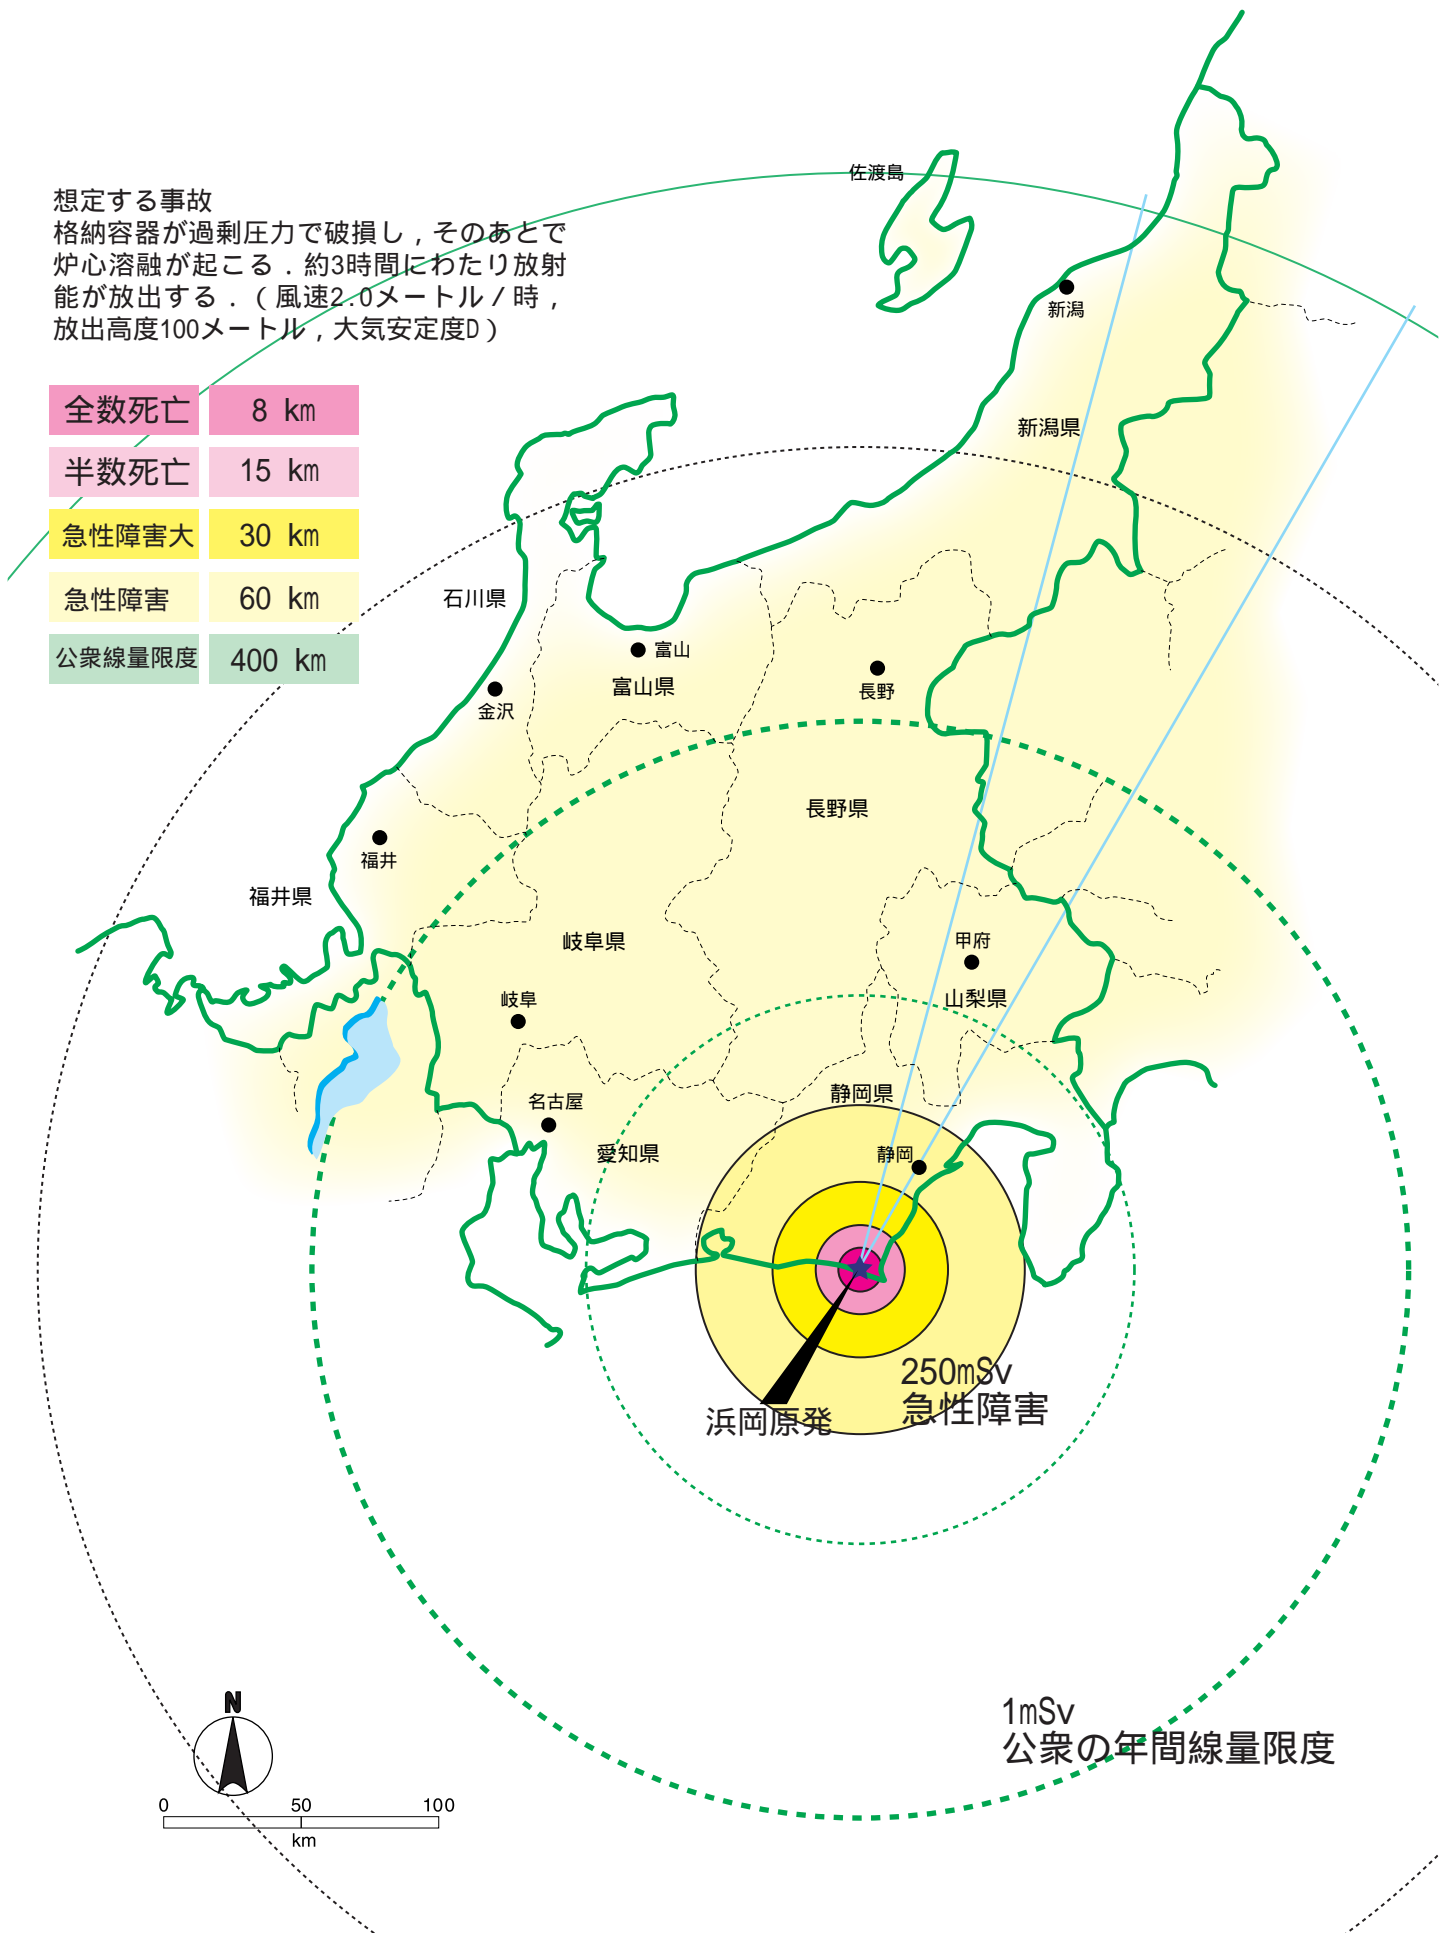 佐渡島
想定する事故
格納容器が過剰圧力で破損し，そのあとで
炉心溶融が起こる．約3時間にわたり放射
能が放出する．（風速2.0メートル／時，
放出高度100メートル，大気安定度D）
新潟
全数死亡 8 km
新潟県
半数死亡 15 km
急性障害大 30 km
急性障害 60 km
石川県
公衆線量限度 400 km
富山
富山県
長野
金沢
長野県
福井
福井県
岐阜県
甲府
岐阜
山梨県
静岡県
名古屋
愛知県
静岡
250mSv
急性障害
浜岡原発
1mSv
公衆の年間線量限度
N
0 50 100
km